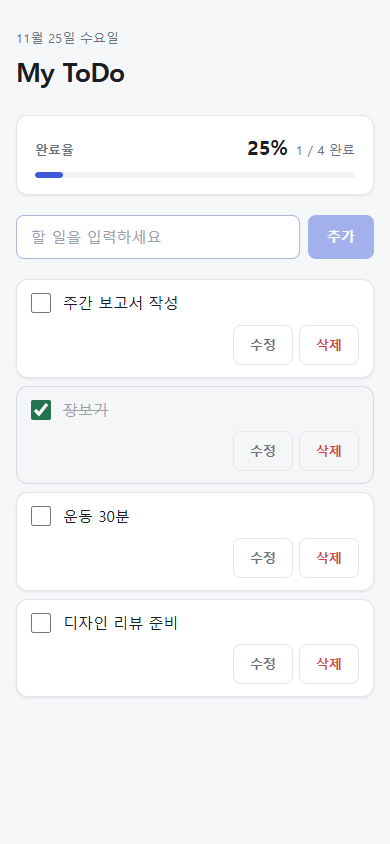 11월 25일 수요일
My ToDo
완료율 25% 1 / 4 완료
할 일을 입력하세요 추가
주간 보고서 작성
수정 삭제
장보기
수정 삭제
운동 30분
수정 삭제
디자인 리뷰 준비
수정 삭제